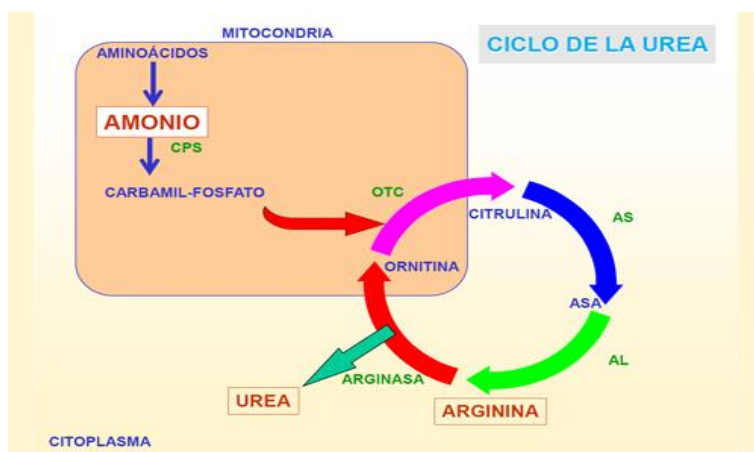 MITOCONDRIA
CICLO DE LA UREA
AMINOÁCIDOS
AMONIO
CPS
CARBAMIL-FOSFATO
OTC
CITRULINA
AS
ORNITINA
ASA
AL
ARGINASA
UREA
ARGININA
CITOPLASMA